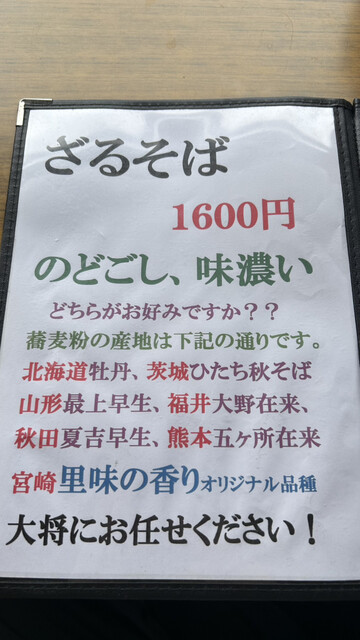 ざるそば
1600円
のどごし、味濃い
どちらがお好みですか??
蕎麦粉の産地は下記の通りです。
北海道牡丹、茨城ひたち秋そば
山形最上早生、福井大野在来、
秋田夏吉早生、熊本五ヶ所在来
宮崎里味の香りオリジナル品種
大将にお任せください!